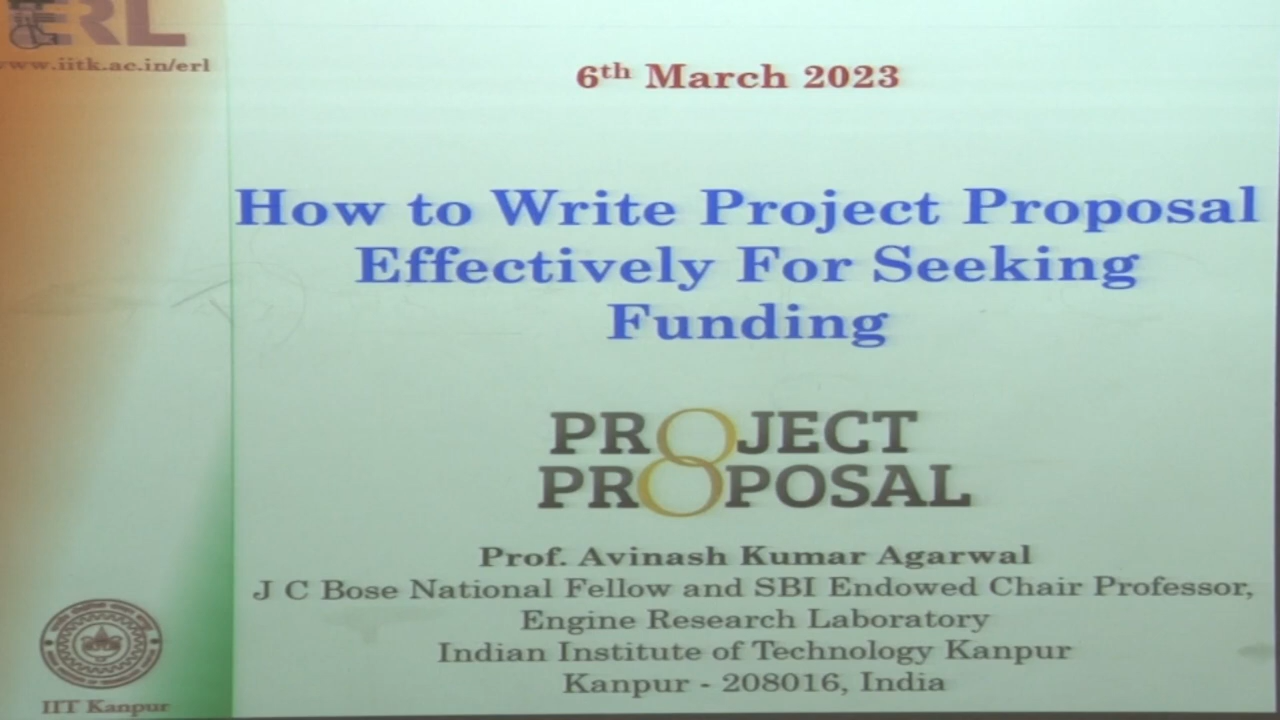 ERL
www.iitk.ac.in/erl
6th March 2023
How to Write Project Proposal
Effectively For Seeking
Funding
PROJECT
PROPOSAL
Prof. Avinash Kumar Agarwal
J C Bose National Fellow and SBI Endowed Chair Professor,
Engine Research Laboratory
Indian Institute of Technology Kanpur
Kanpur - 208016, India
IIT Kanpur